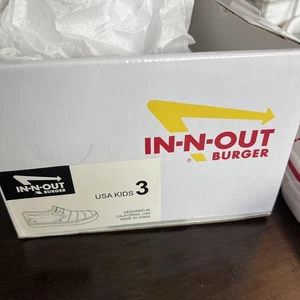 IN-N-OUT
BURGER
IN-N-OUT
BURGER
USA KIDS 3
DESIGNED IN
CALIFORNIA, USA
MADE IN CHINA